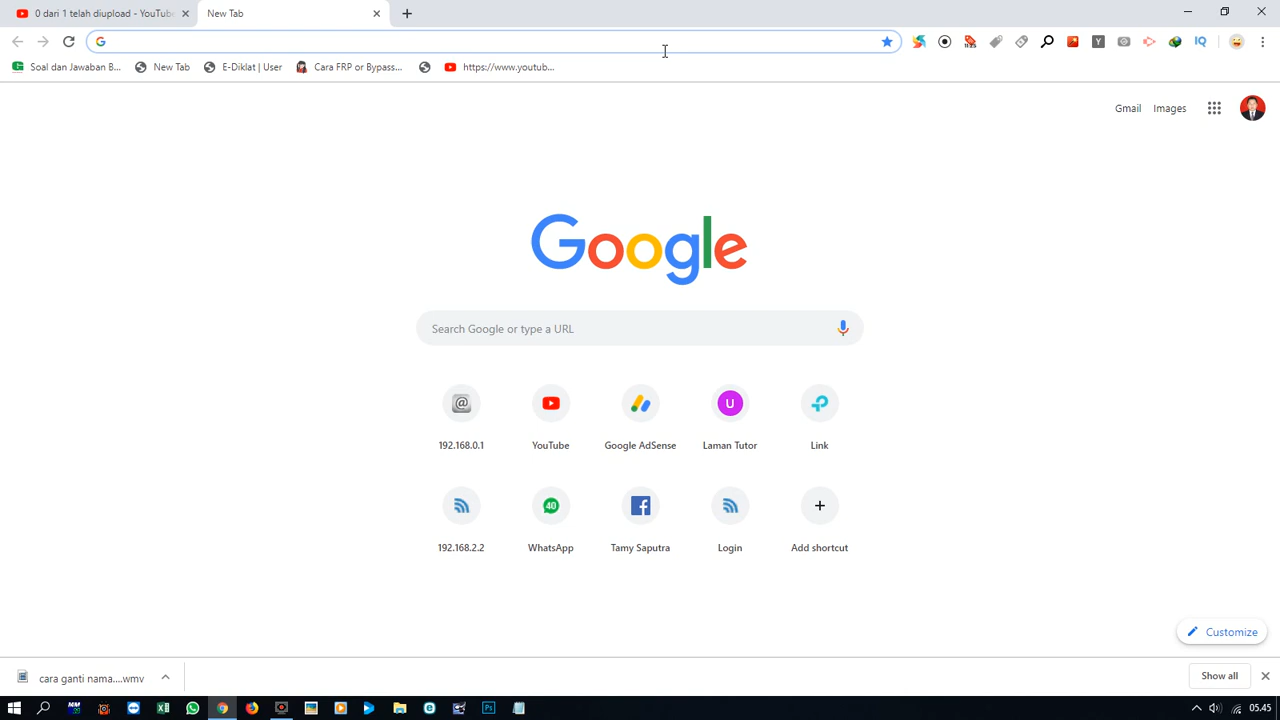 0 dari 1 telah diupload - YouTube
New Tab
Soal dan Jawaban B...
New Tab
E-Diklat | User
Cara FRP or Bypass...
https://www.youtub...
Gmail
Images
Google
Search Google or type a URL
192.168.0.1
YouTube
Google AdSense
U
Laman Tutor
Link
192.168.2.2
40
WhatsApp
Tamy Saputra
Login
Add shortcut
Customize
cara ganti nama....wmv
Show all
05.45